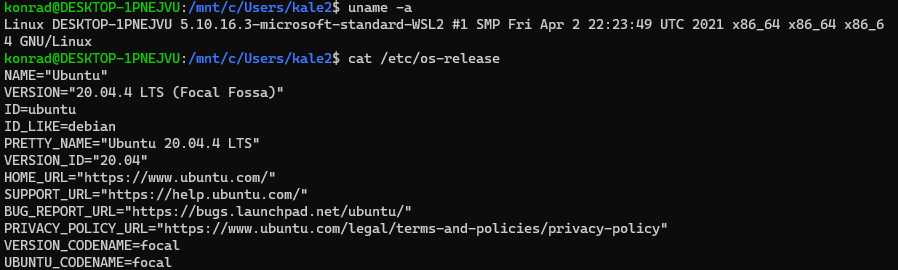 konrad@DESKTOP-1PNEJVU:/mnt/c/Users/kale2$ uname -a
Linux DESKTOP-1PNEJVU 5.10.16.3-microsoft-standard-WSL2 #1 SMP Fri Apr 2 22:23:49 UTC 2021 x86_64 x86_64 x86_6
4 GNU/Linux
konrad@DESKTOP-1PNEJVU:/mnt/c/Users/kale2$ cat /etc/os-release
NAME="Ubuntu"
VERSION="20.04.4 LTS (Focal Fossa)"
ID=ubuntu
ID_LIKE=debian
PRETTY_NAME="Ubuntu 20.04.4 LTS"
VERSION_ID="20.04"
HOME_URL="https://www.ubuntu.com/"
SUPPORT_URL="https://help.ubuntu.com/"
BUG_REPORT_URL="https://bugs.launchpad.net/ubuntu/"
PRIVACY_POLICY_URL="https://www.ubuntu.com/legal/terms-and-policies/privacy-policy"
VERSION_CODENAME=focal
UBUNTU_CODENAME=focal